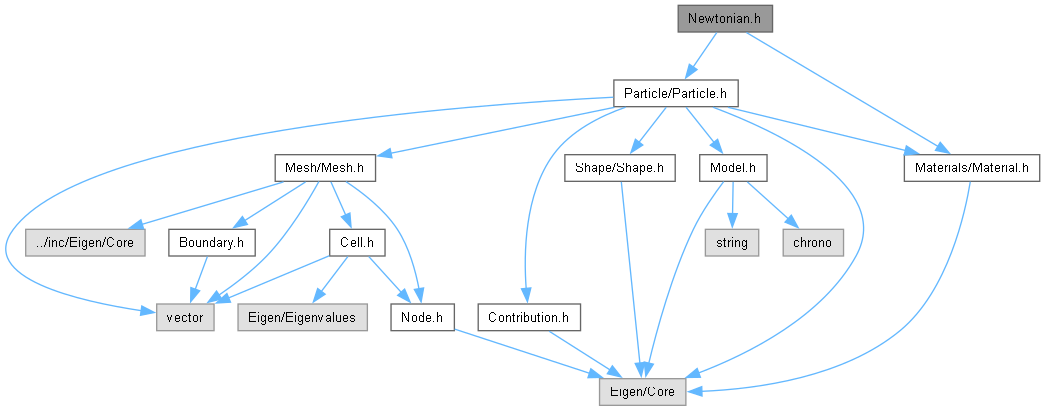 Newtonian.h
Particle/Particle.h
Mesh/Mesh.h
Shape/Shape.h
Model.h
Materials/Material.h
../inc/Eigen/Core
Boundary.h
Cell.h
string
chrono
vector
Eigen/Eigenvalues
Node.h
Contribution.h
Eigen/Core